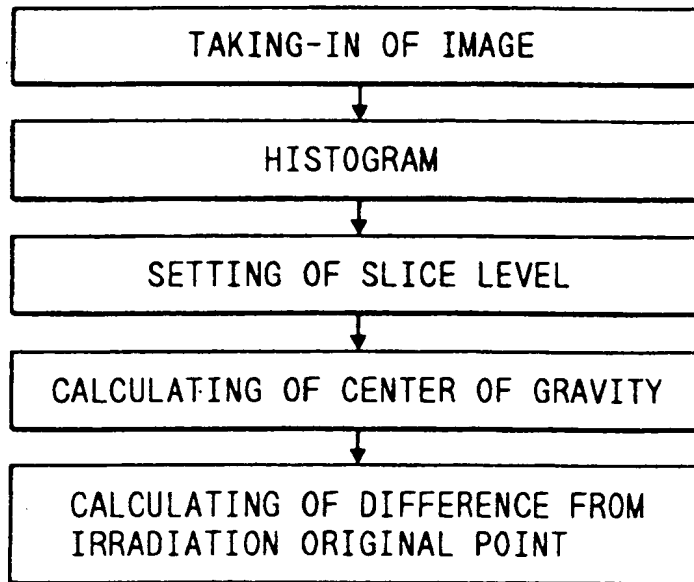 TAKING-IN OF IMAGE
HISTOGRAM
SETTING OF SLICE LEVEL
CALCULATING OF CENTER OF GRAVITY
CALCULATING OF DIFFERENCE FROM
IRRADIATION ORIGINAL POINT